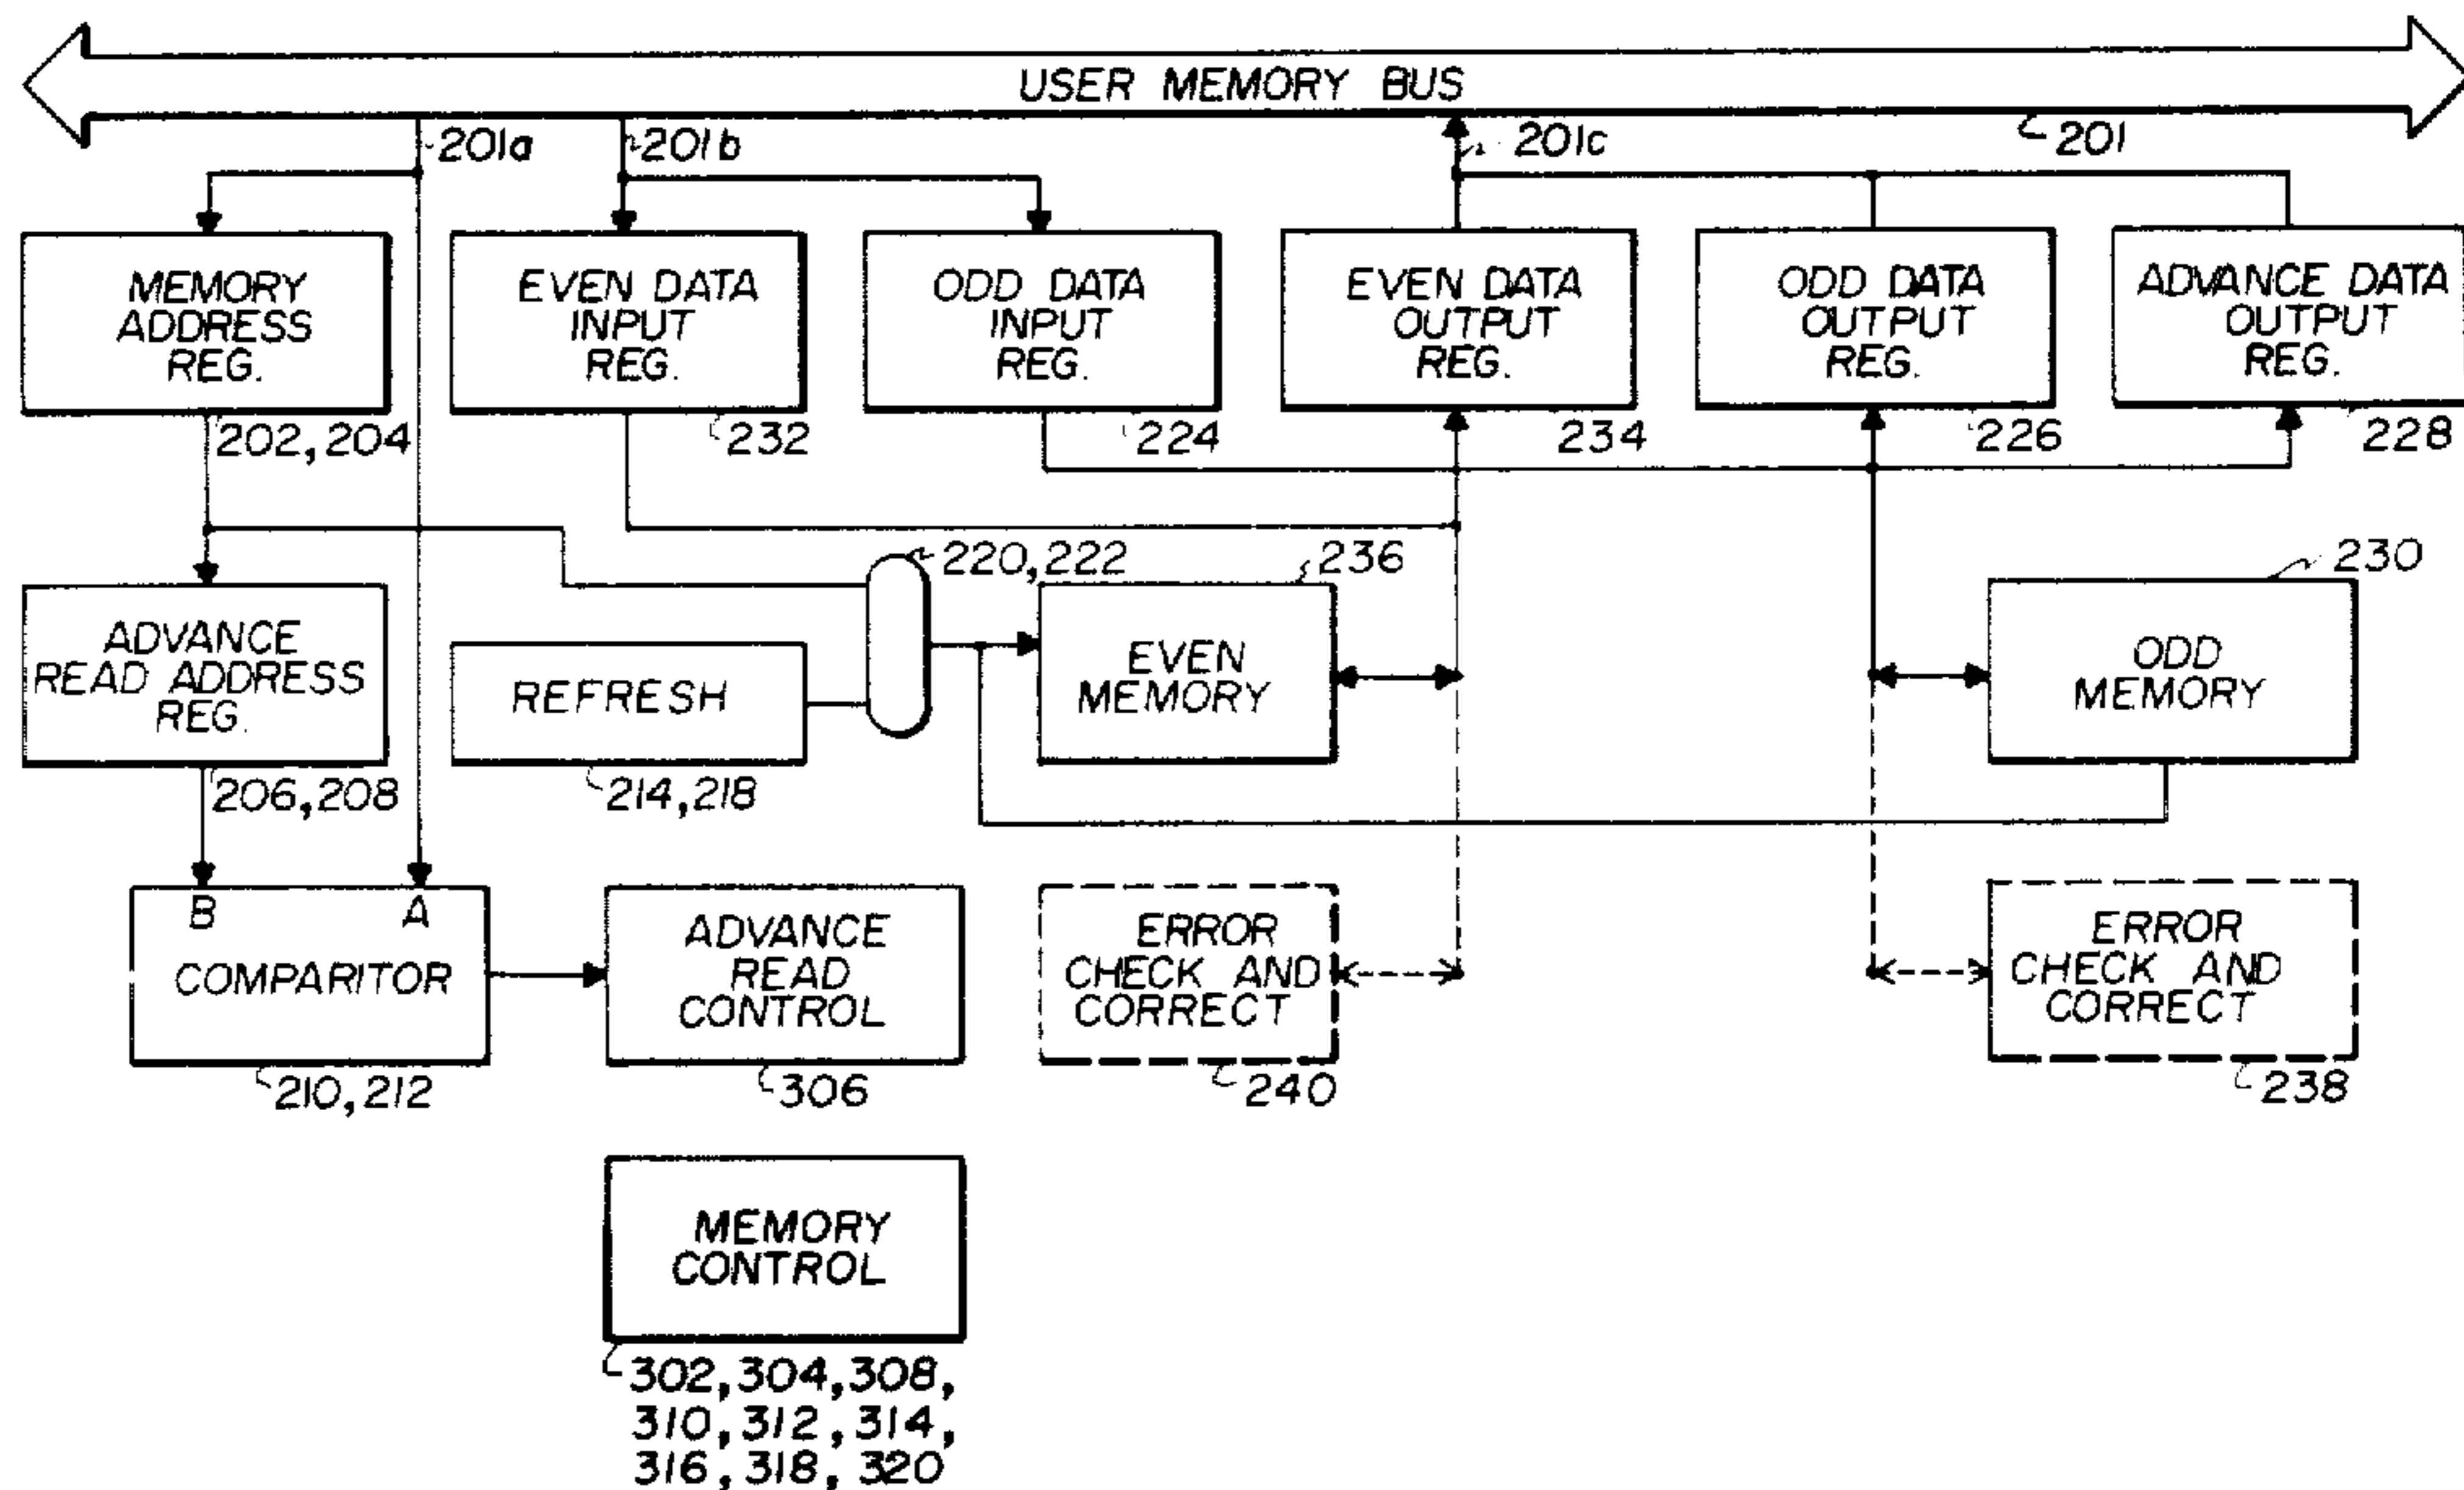 USER MEMORY BUS
201a
201b
201c
201
MEMORY
ADDRESS
REG.
EVEN DATA
INPUT
REG.
ODD DATA
INPUT
REG.
EVEN DATA
OUTPUT
REG.
ODD DATA
OUTPUT
REG.
ADVANCE DATA
OUTPUT
REG.
202, 204
232
224
234
226
228
220, 222
236
230
ADVANCE
READ ADDRESS
REG.
REFRESH
EVEN
MEMORY
ODD
MEMORY
206, 208
214, 218
B
A
COMPARITOR
ADVANCE
READ
CONTROL
ERROR
CHECK AND
CORRECT
ERROR
CHECK AND
CORRECT
210, 212
306
240
238
MEMORY
CONTROL
302, 304, 308,
310, 312, 314,
316, 318, 320